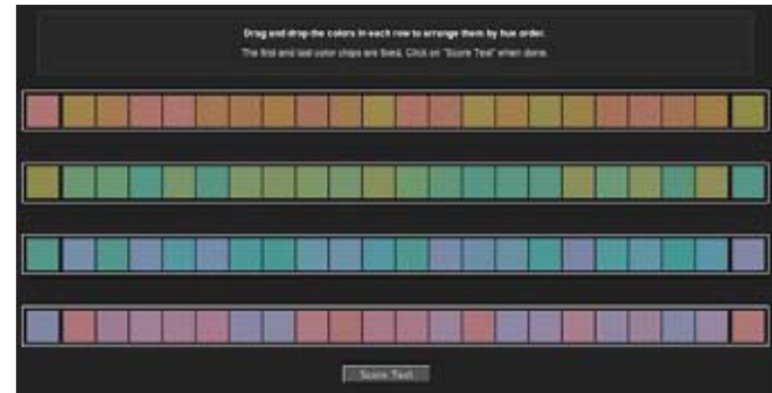 Drag and drop the colors in each row to arrange them by hue order.
The first and last color chips are fixed. Click on "Score Test" when done.
Score Test